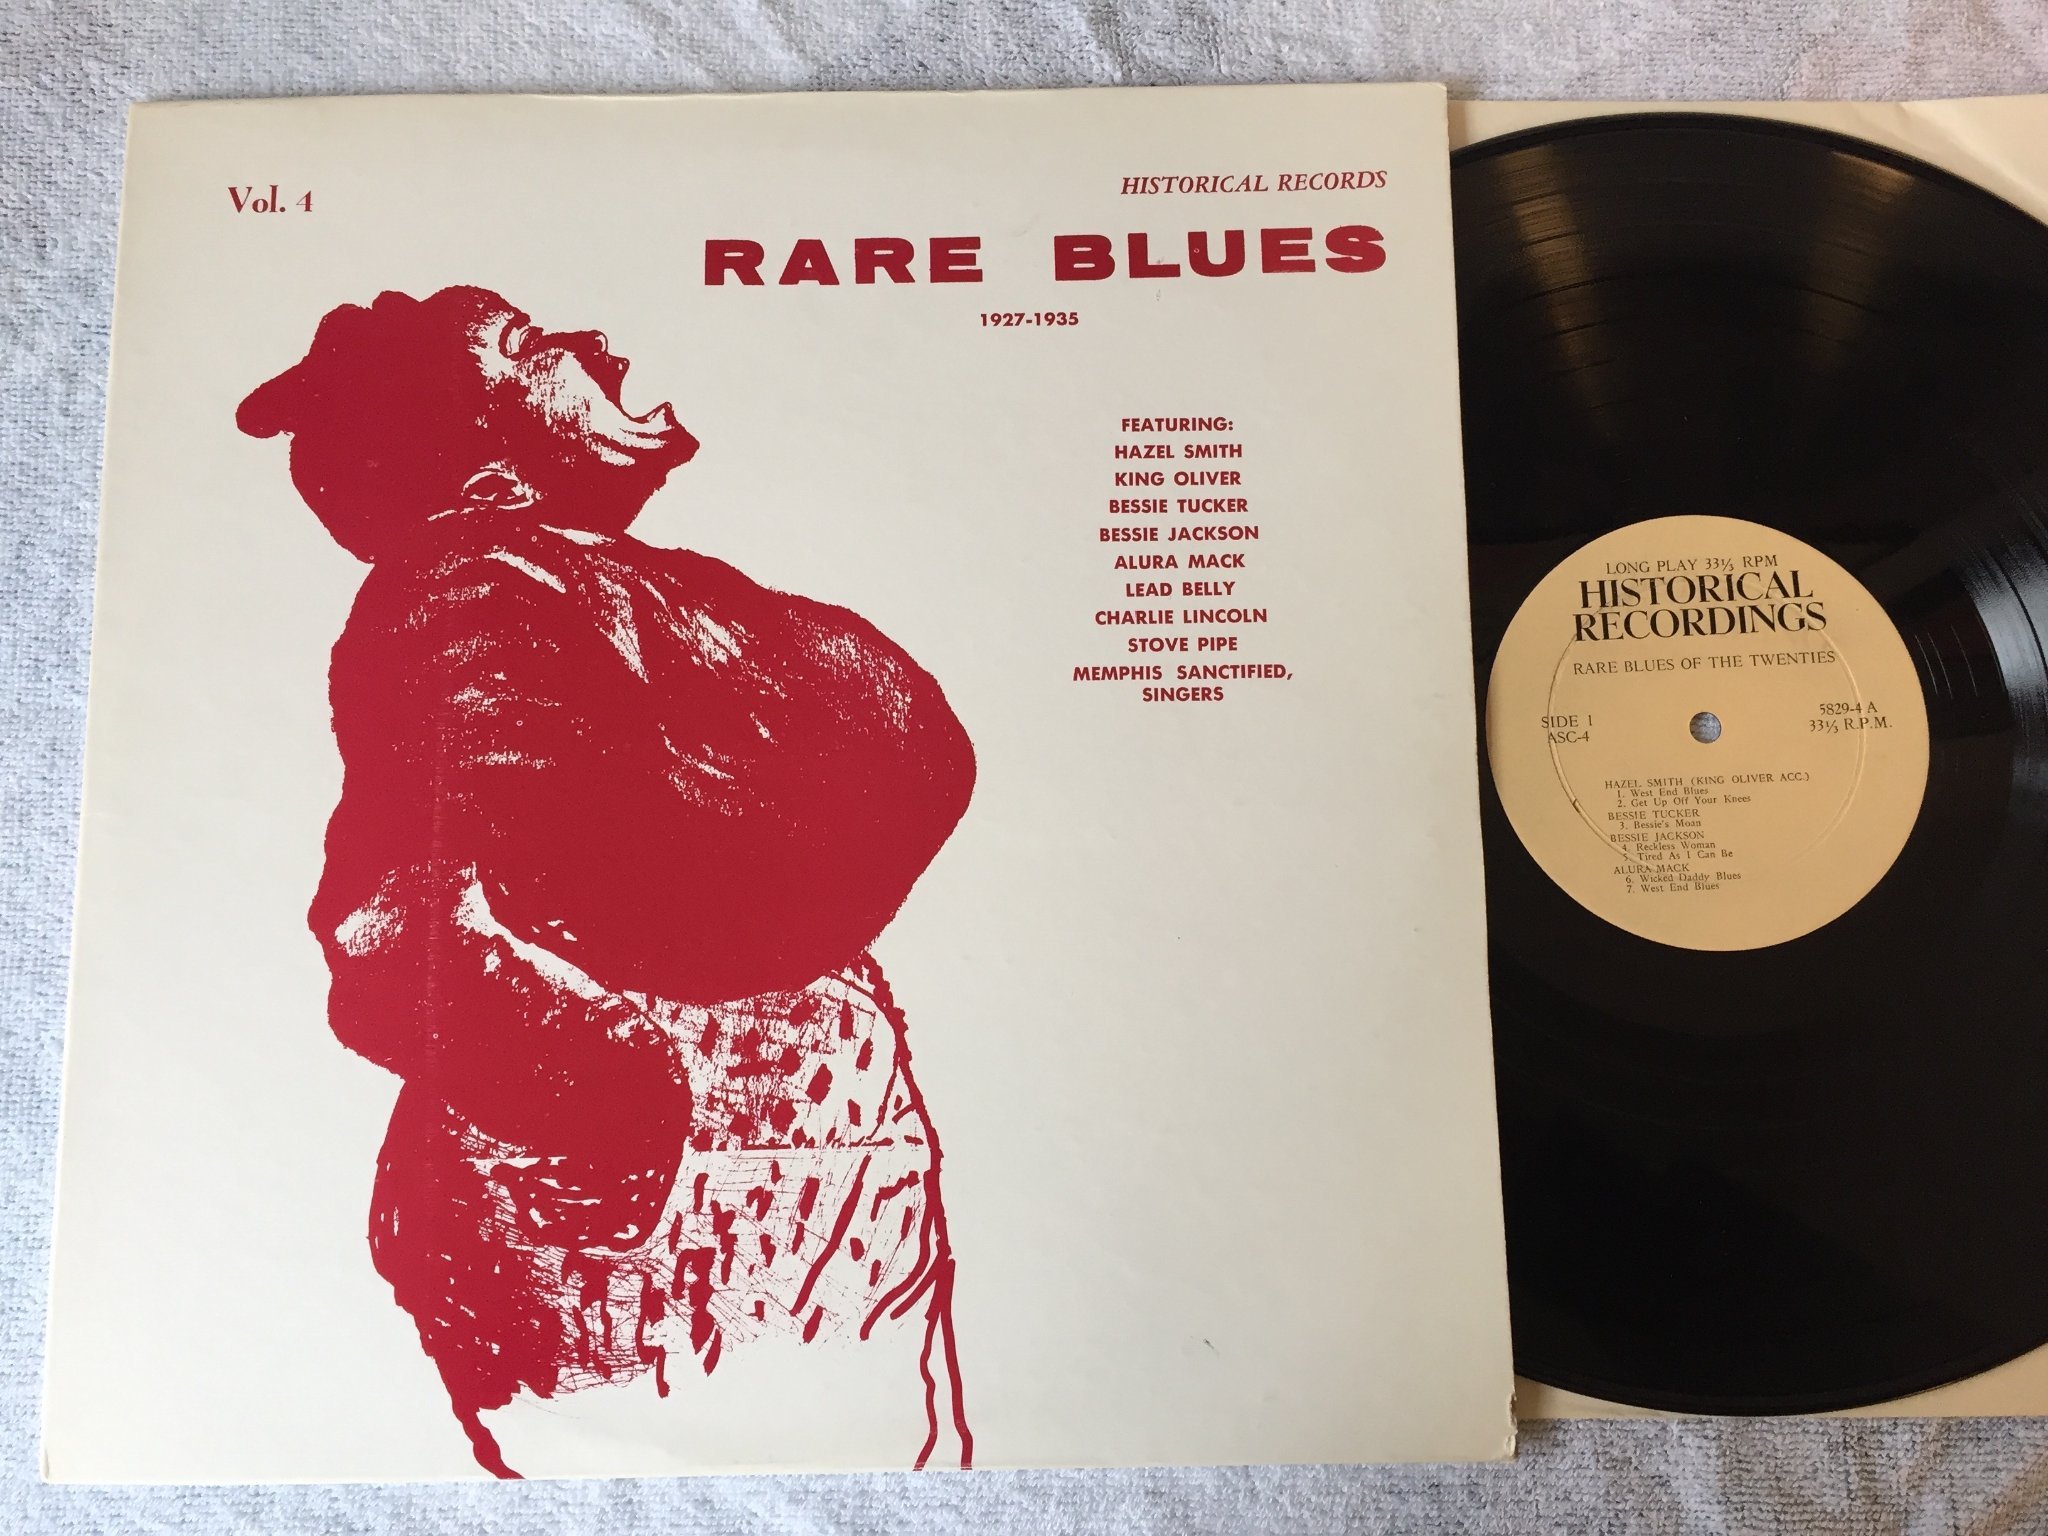 Vol. 4
HISTORICAL RECORDS
RARE BLUES
1927-1935
FEATURING:
HAZEL SMITH
KING OLIVER
BESSIE TUCKER
BESSIE JACKSON
ALURA MACK
LEAD BELLY
CHARLIE LINCOLN
STOVE PIPE
MEMPHIS SANCTIFIED,
SINGERS
LONG PLAY 33⅓ RPM
HISTORICAL
RECORDINGS
RARE BLUES OF THE TWENTIES
SIDE 1
ASC-4
5829-4 A
33⅓ R.P.M.
HAZEL SMITH (KING OLIVER ACC.)
1. West End Blues
2. Get Up Off Your Knees
BESSIE TUCKER
3. Bessie's Moan
BESSIE JACKSON
4. Reckless Woman
5. Tired As I Can Be
ALURA MACK
6. Wicked Daddy Blues
7. West End Blues